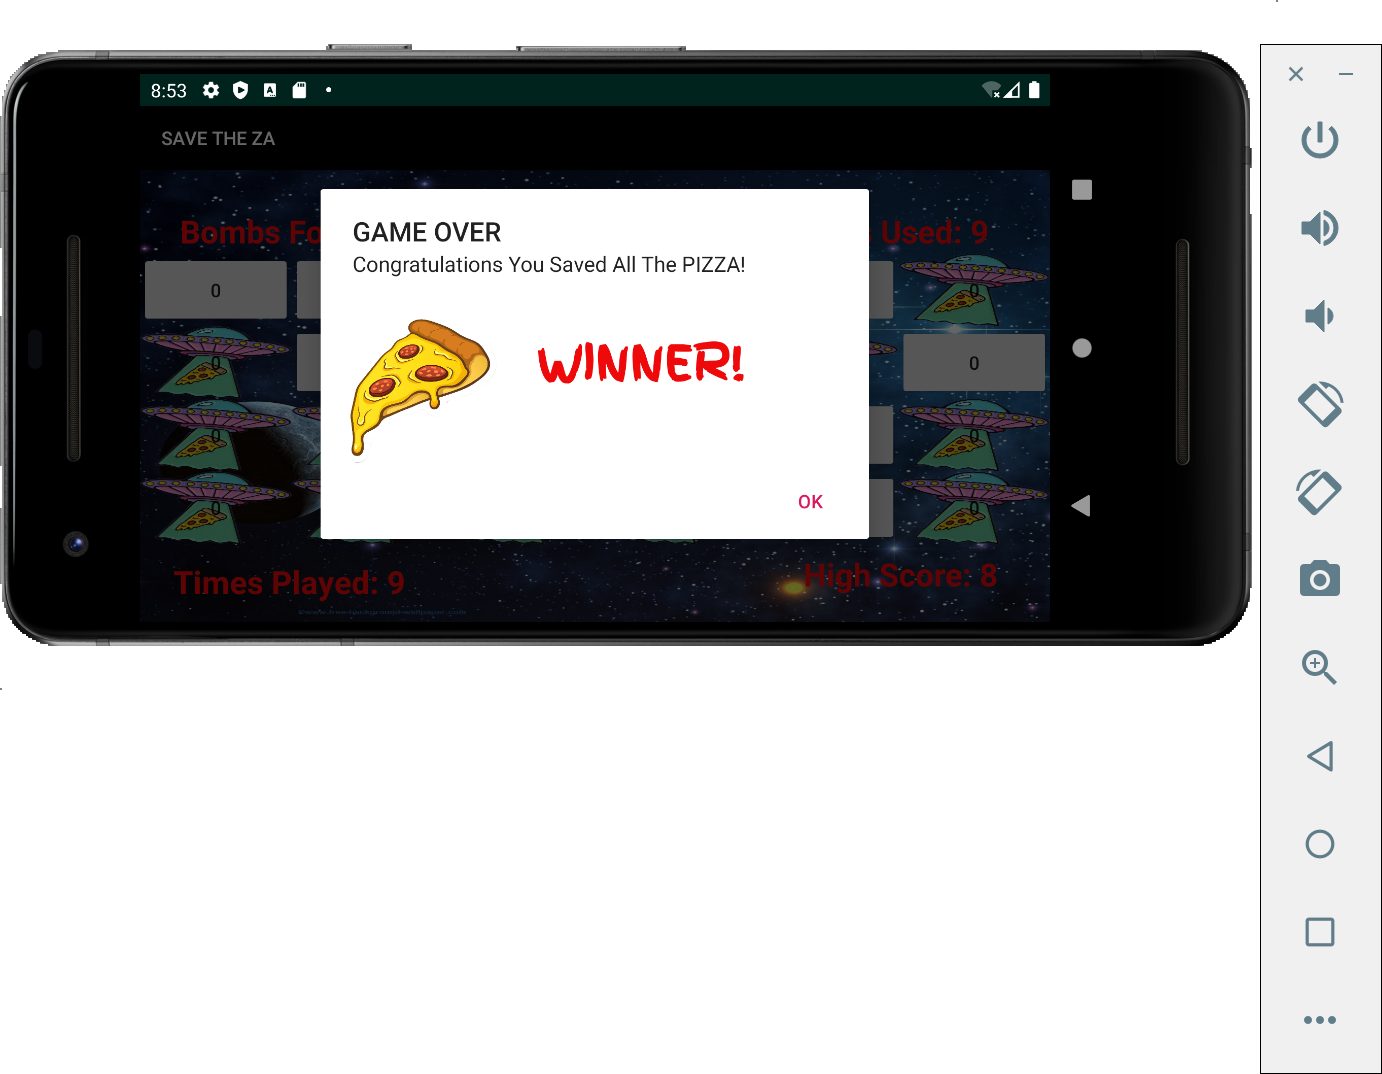 8:53
SAVE THE ZA
Bombs Fo
Used: 9
GAME OVER
Congratulations You Saved All The PIZZA!
0
0
0
0
WINNER!
0
0
0
0
OK
Times Played: 9
High Score: 8